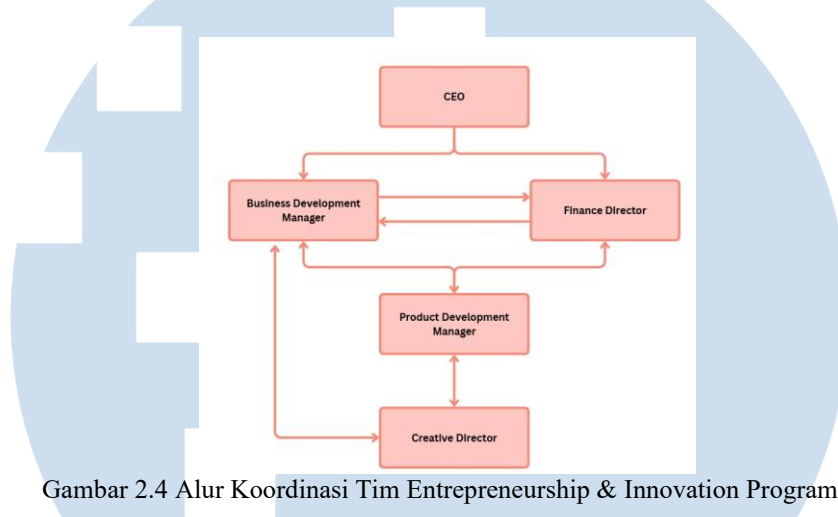 CEO
Business Development
Manager
Finance Director
Product Development
Manager
Creative Director
Gambar 2.4 Alur Koordinasi Tim Entrepreneurship & Innovation Program